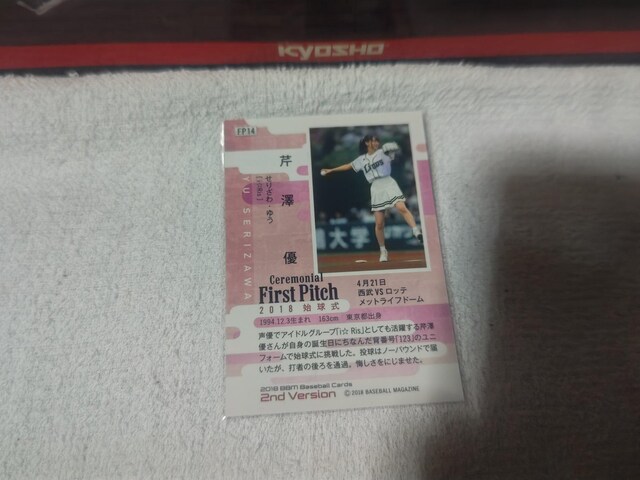 KYOSHO
FP14
芹澤優
せりさわ・ゆう
[i☆Ris]
YU SERIZAWA
Lions
大学
Ceremonial
First Pitch
2018 始球式
4月21日
西武 VS ロッテ
メットライフドーム
1994.12.3生まれ 163cm 東京都出身
声優でアイドルグループ「i☆Ris」としても活躍する芹澤
優さんが自身の誕生日にちなんだ背番号「123」のユニ
フォームで始球式に挑戦した。投球はノーバウンドで届
いたが、打者の後ろを通過。悔しさをにじませた。
2018 BBM Baseball Cards
2nd Version
©2018 BASEBALL MAGAZINE